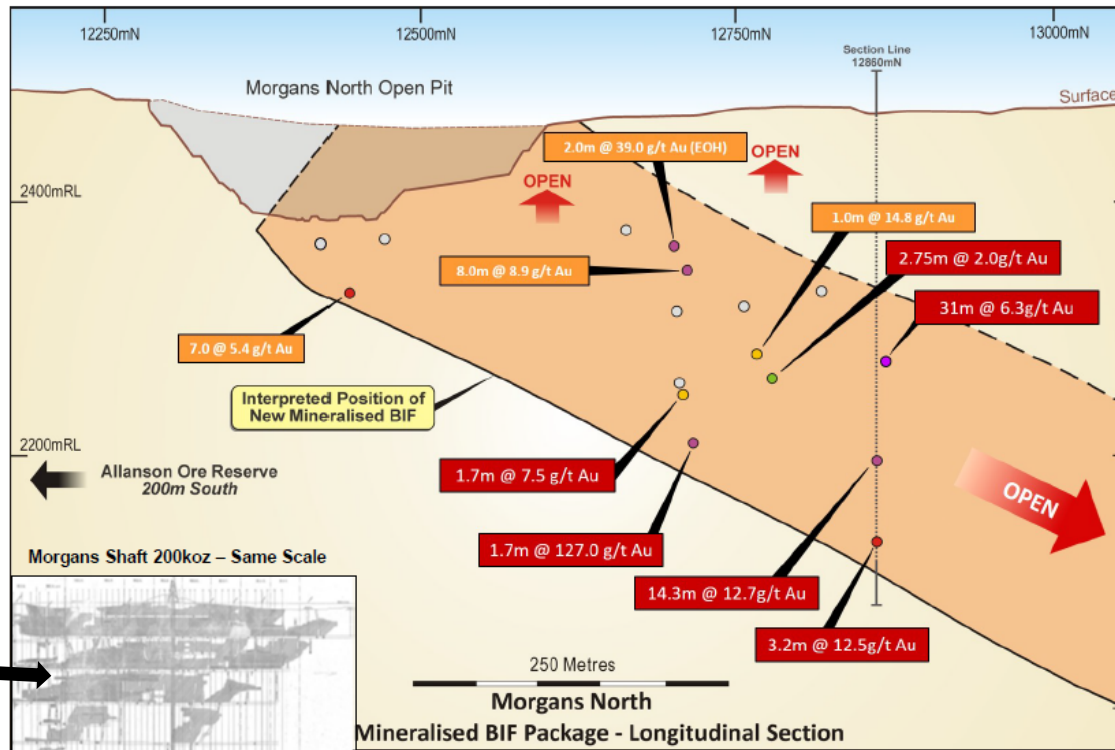 12250mN
12500mN
12750mN
13000mN
Section Line
12860mN
Morgans North Open Pit
Surface
2.0m @ 39.0 g/t Au (EOH)
OPEN
OPEN
2400mRL
1.0m @ 14.8 g/t Au
2.75m @ 2.0g/t Au
8.0m @ 8.9 g/t Au
31m @ 6.3g/t Au
7.0 @ 5.4 g/t Au
Interpreted Position of
New Mineralised BIF
2200mRL
Allanson Ore Reserve
200m South
1.7m @ 7.5 g/t Au
OPEN
1.7m @ 127.0 g/t Au
Morgans Shaft 200koz – Same Scale
14.3m @ 12.7g/t Au
3.2m @ 12.5g/t Au
250 Metres
Morgans North
Mineralised BIF Package - Longitudinal Section